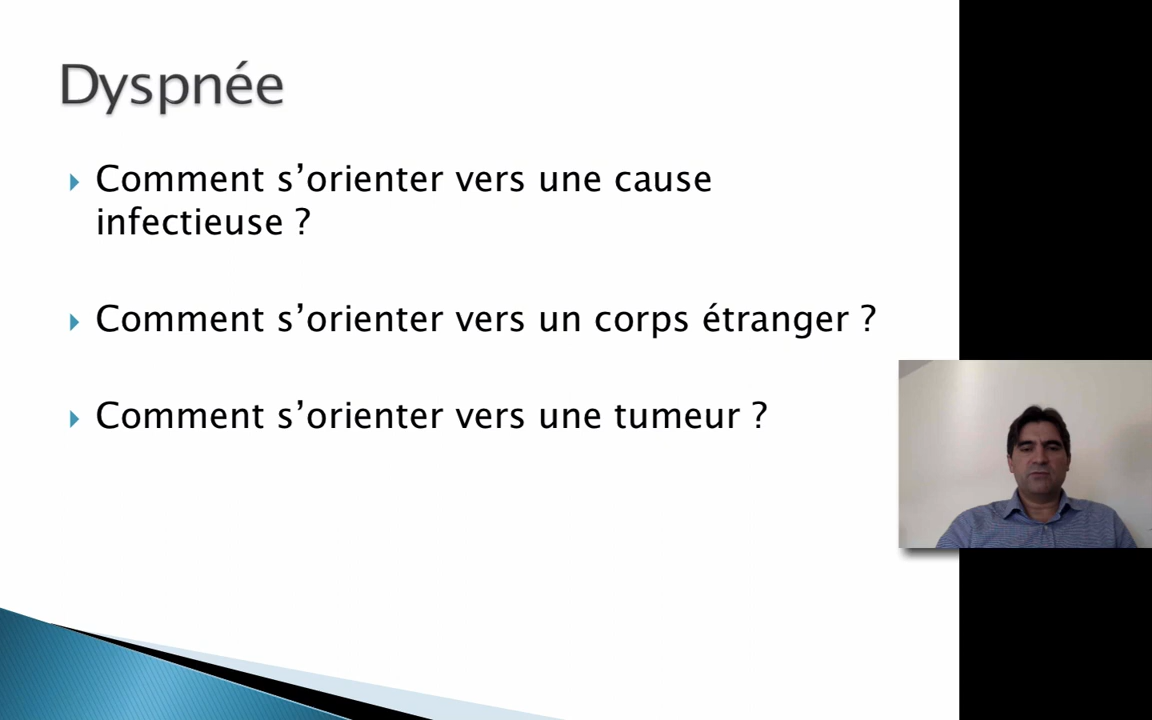 Dyspnée
Comment s’orienter vers une cause
infectieuse ?
Comment s’orienter vers un corps étranger ?
Comment s’orienter vers une tumeur ?